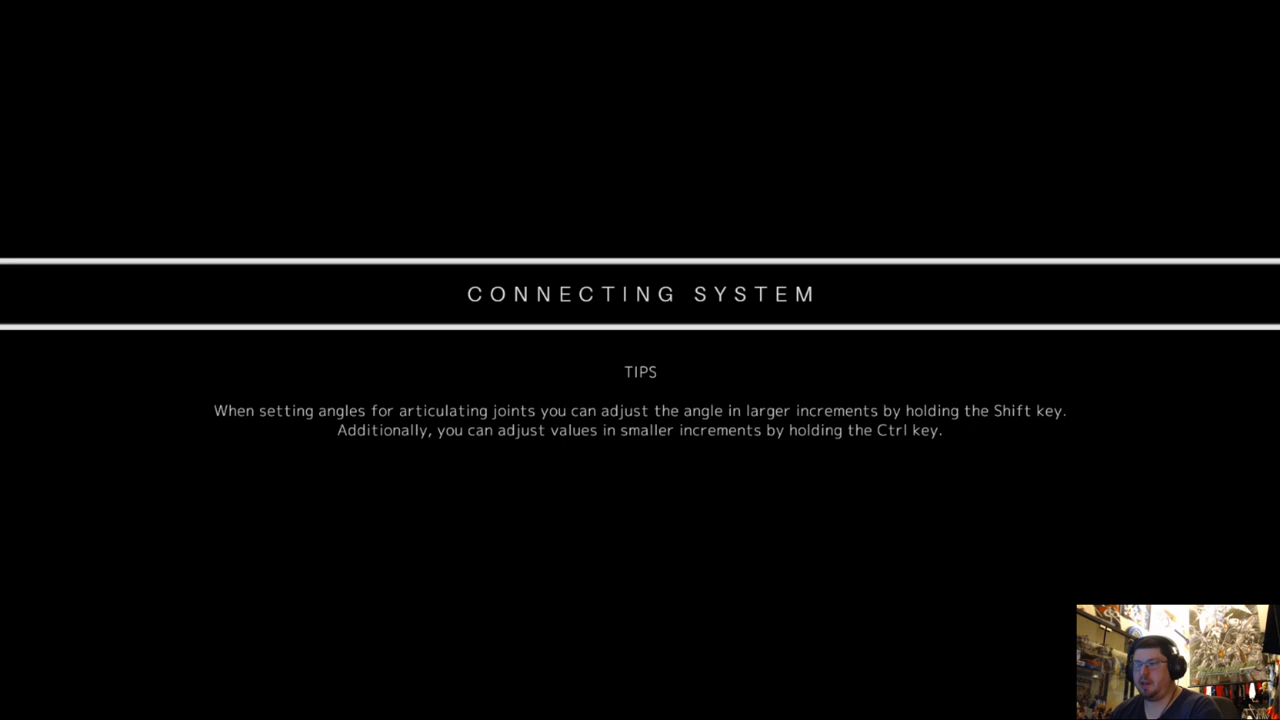 CONNECTING SYSTEM
TIPS
When setting angles for articulating joints you can adjust the angle in larger increments by holding the Shift key.
Additionally, you can adjust values in smaller increments by holding the Ctrl key.